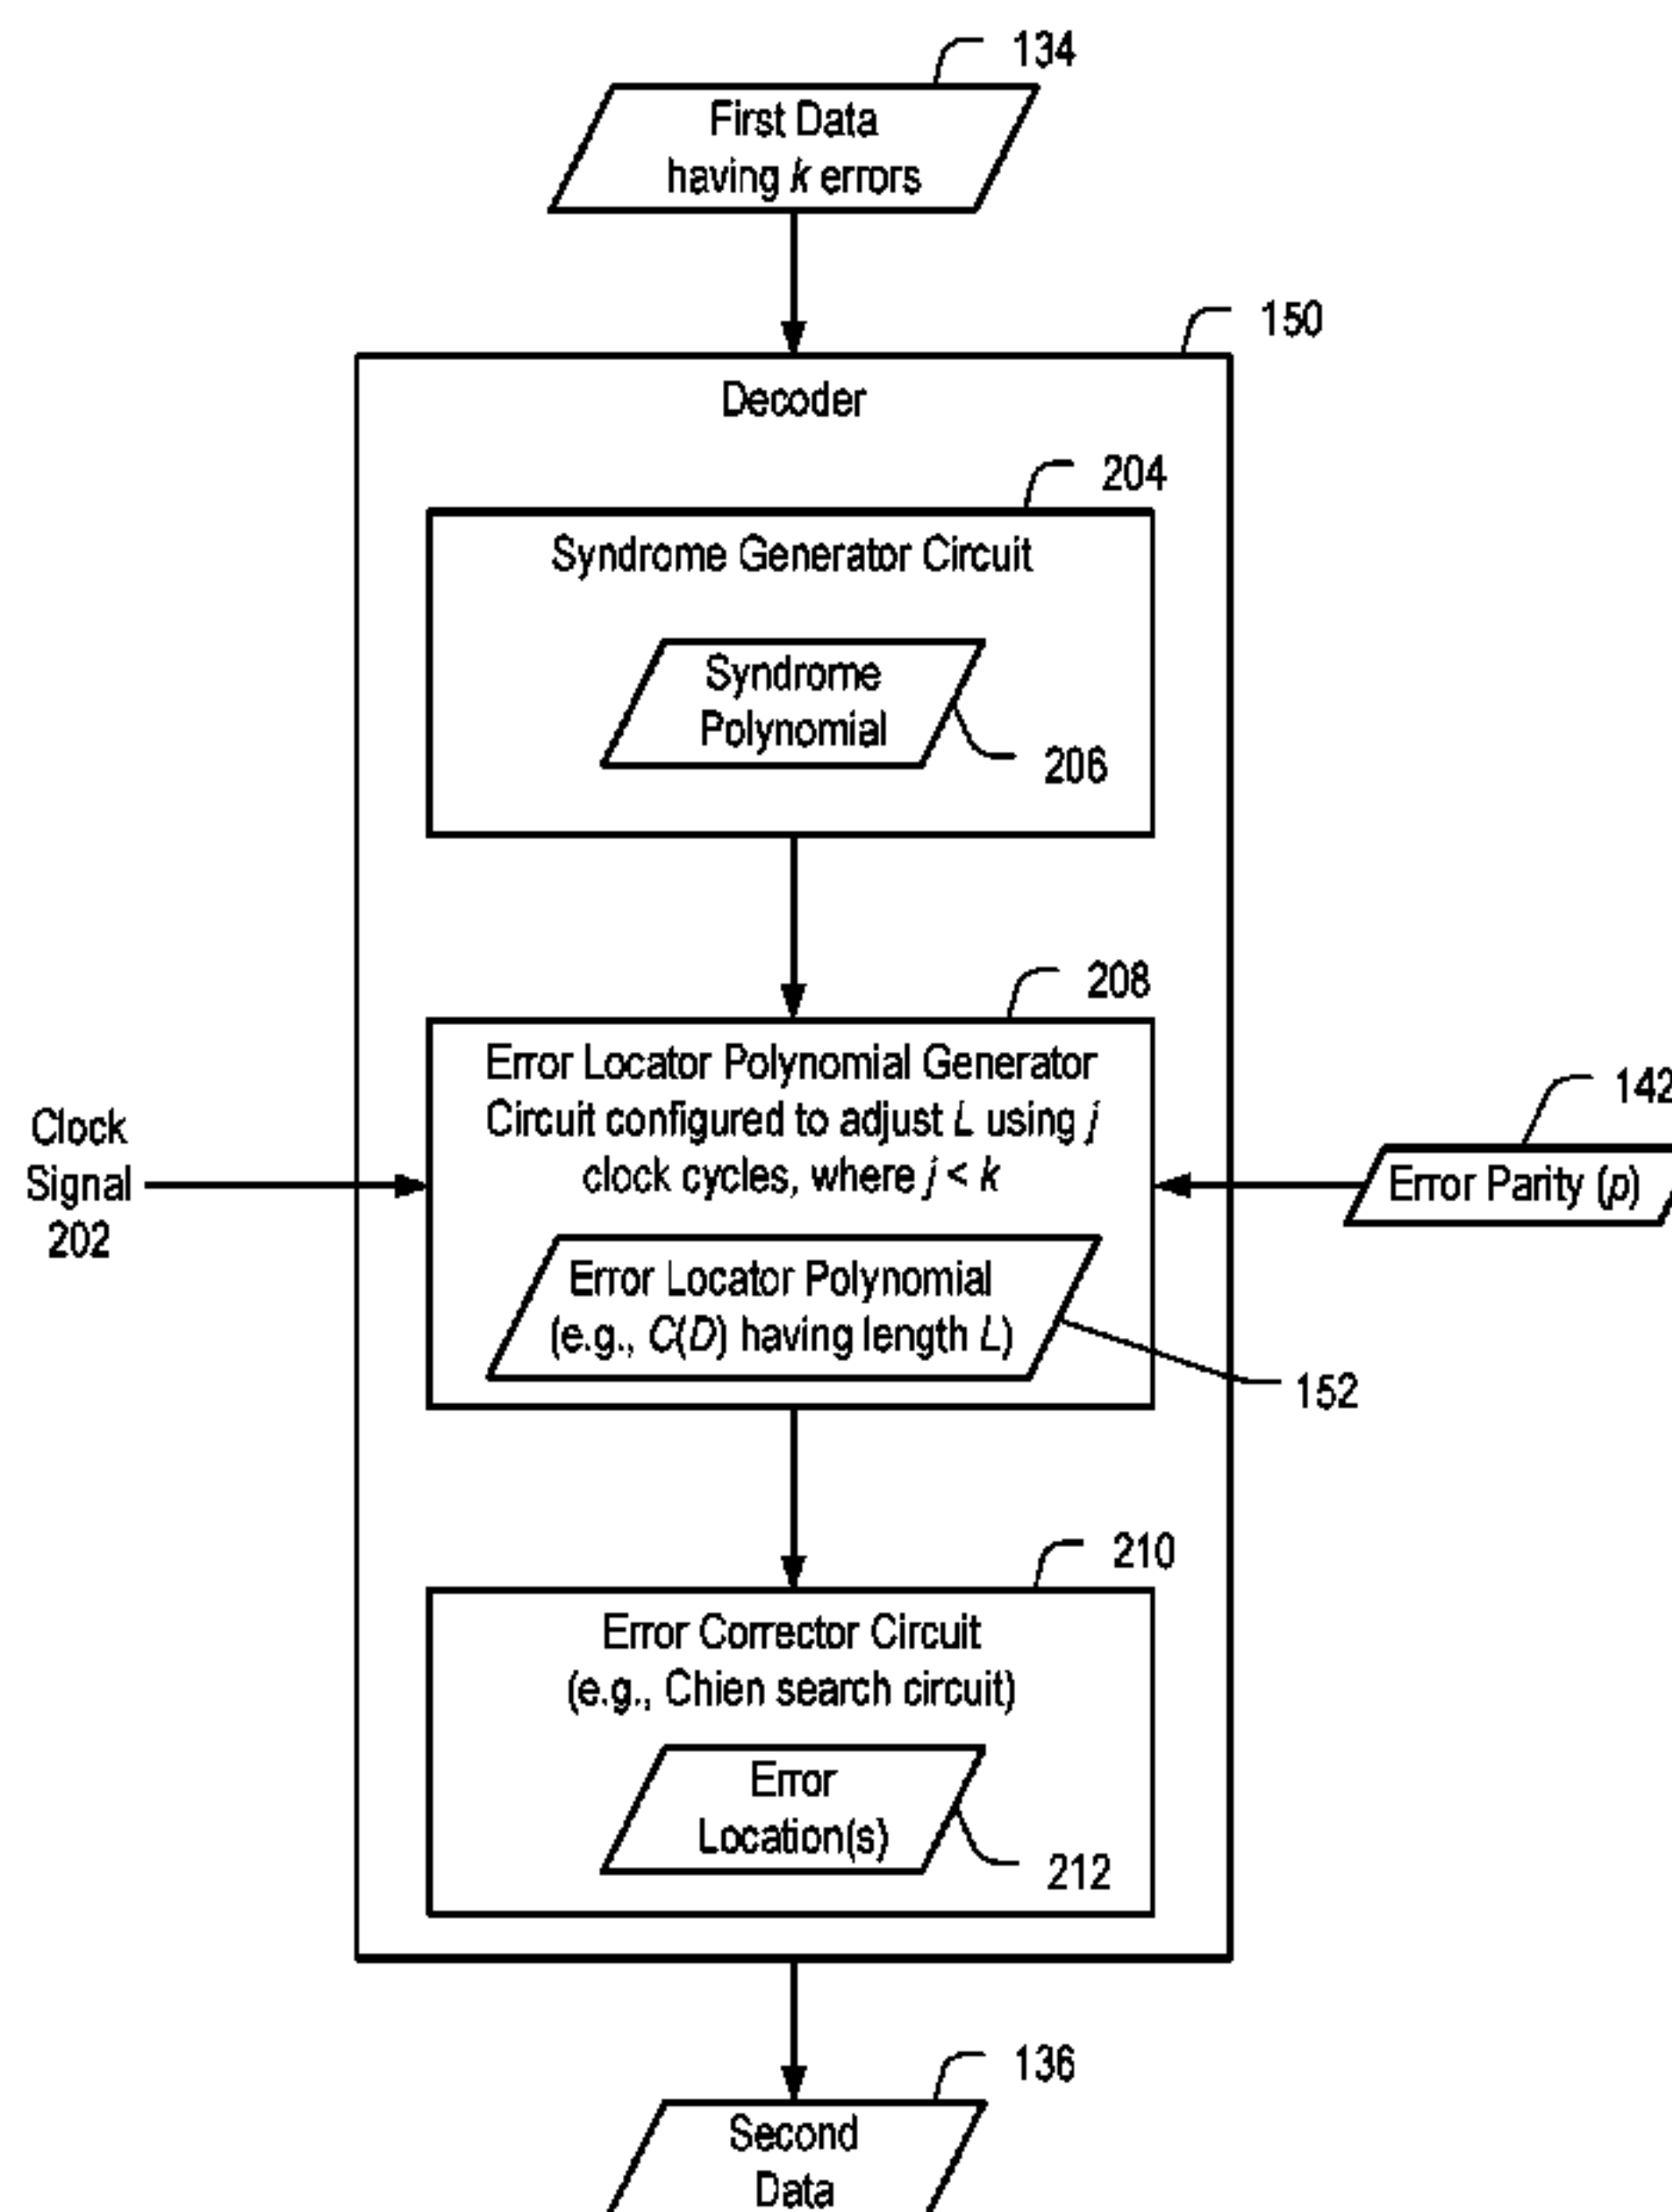 134
First Data
having k errors
150
Decoder
204
Syndrome Generator Circuit
Syndrome
Polynomial
206
208
Error Locator Polynomial Generator
Circuit configured to adjust L using j
clock cycles, where j < k
Clock
Signal
202
142
Error Parity (p)
Error Locator Polynomial
(e.g., C(D) having length L)
152
210
Error Corrector Circuit
(e.g., Chien search circuit)
Error
Location(s)
212
136
Second
Data